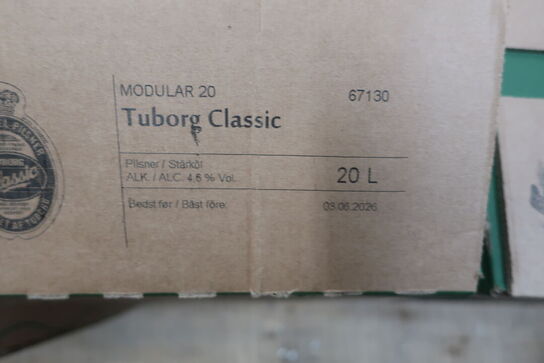 MODULAR 20 67130
Tuborg Classic
Pilsner / Starköl
ALK. / ALC. 4.6 % Vol. 20 L
Bedst før / Bäst före: 03.06.2026
Classic